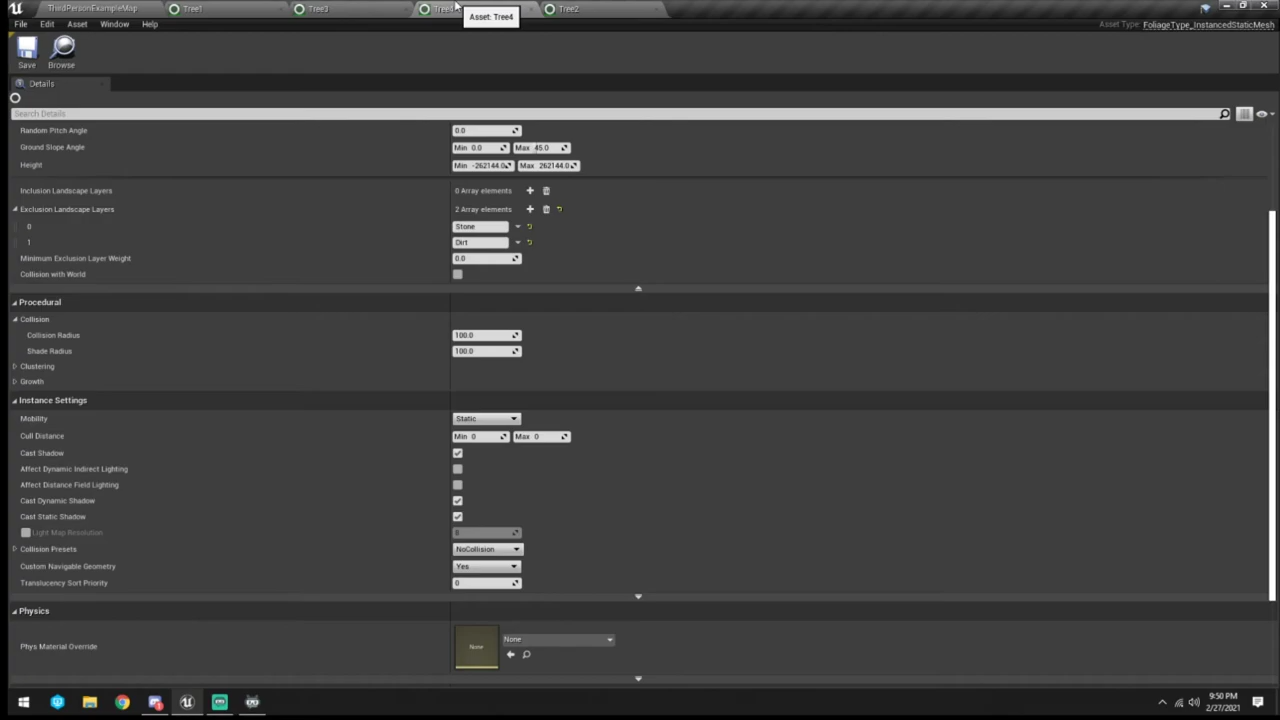 ThirdPersonExampleMap Tree1 Tree3 Tree4 Tree2
Asset: Tree4
File Edit Asset Window Help
Asset Type: FoliageType_InstancedStaticMesh
Save Browse
Details
Search Details
Random Pitch Angle 0.0
Ground Slope Angle Min 0.0 Max 45.0
Height Min -262144.0 Max 262144.0
Inclusion Landscape Layers 0 Array elements
Exclusion Landscape Layers 2 Array elements
0 Stone
1 Dirt
Minimum Exclusion Layer Weight 0.0
Collision with World
Procedural
Collision
Collision Radius 100.0
Shade Radius 100.0
Clustering
Growth
Instance Settings
Mobility Static
Cull Distance Min 0 Max 0
Cast Shadow
Affect Dynamic Indirect Lighting
Affect Distance Field Lighting
Cast Dynamic Shadow
Cast Static Shadow
Light Map Resolution 8
Collision Presets NoCollision
Custom Navigable Geometry Yes
Translucency Sort Priority 0
Physics
Phys Material Override None None
9:50 PM
2/27/2021